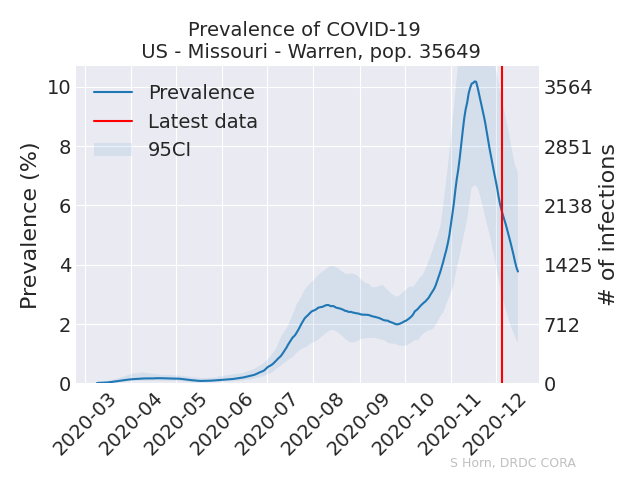 Prevalence of COVID-19
US - Missouri - Warren, pop. 35649
Prevalence
Latest data
95CI
Prevalence (%)
10
8
6
4
2
0
3564
2851
2138
1425
712
0
# of infections
2020-03
2020-04
2020-05
2020-06
2020-07
2020-08
2020-09
2020-10
2020-11
2020-12
S Horn, DRDC CORA